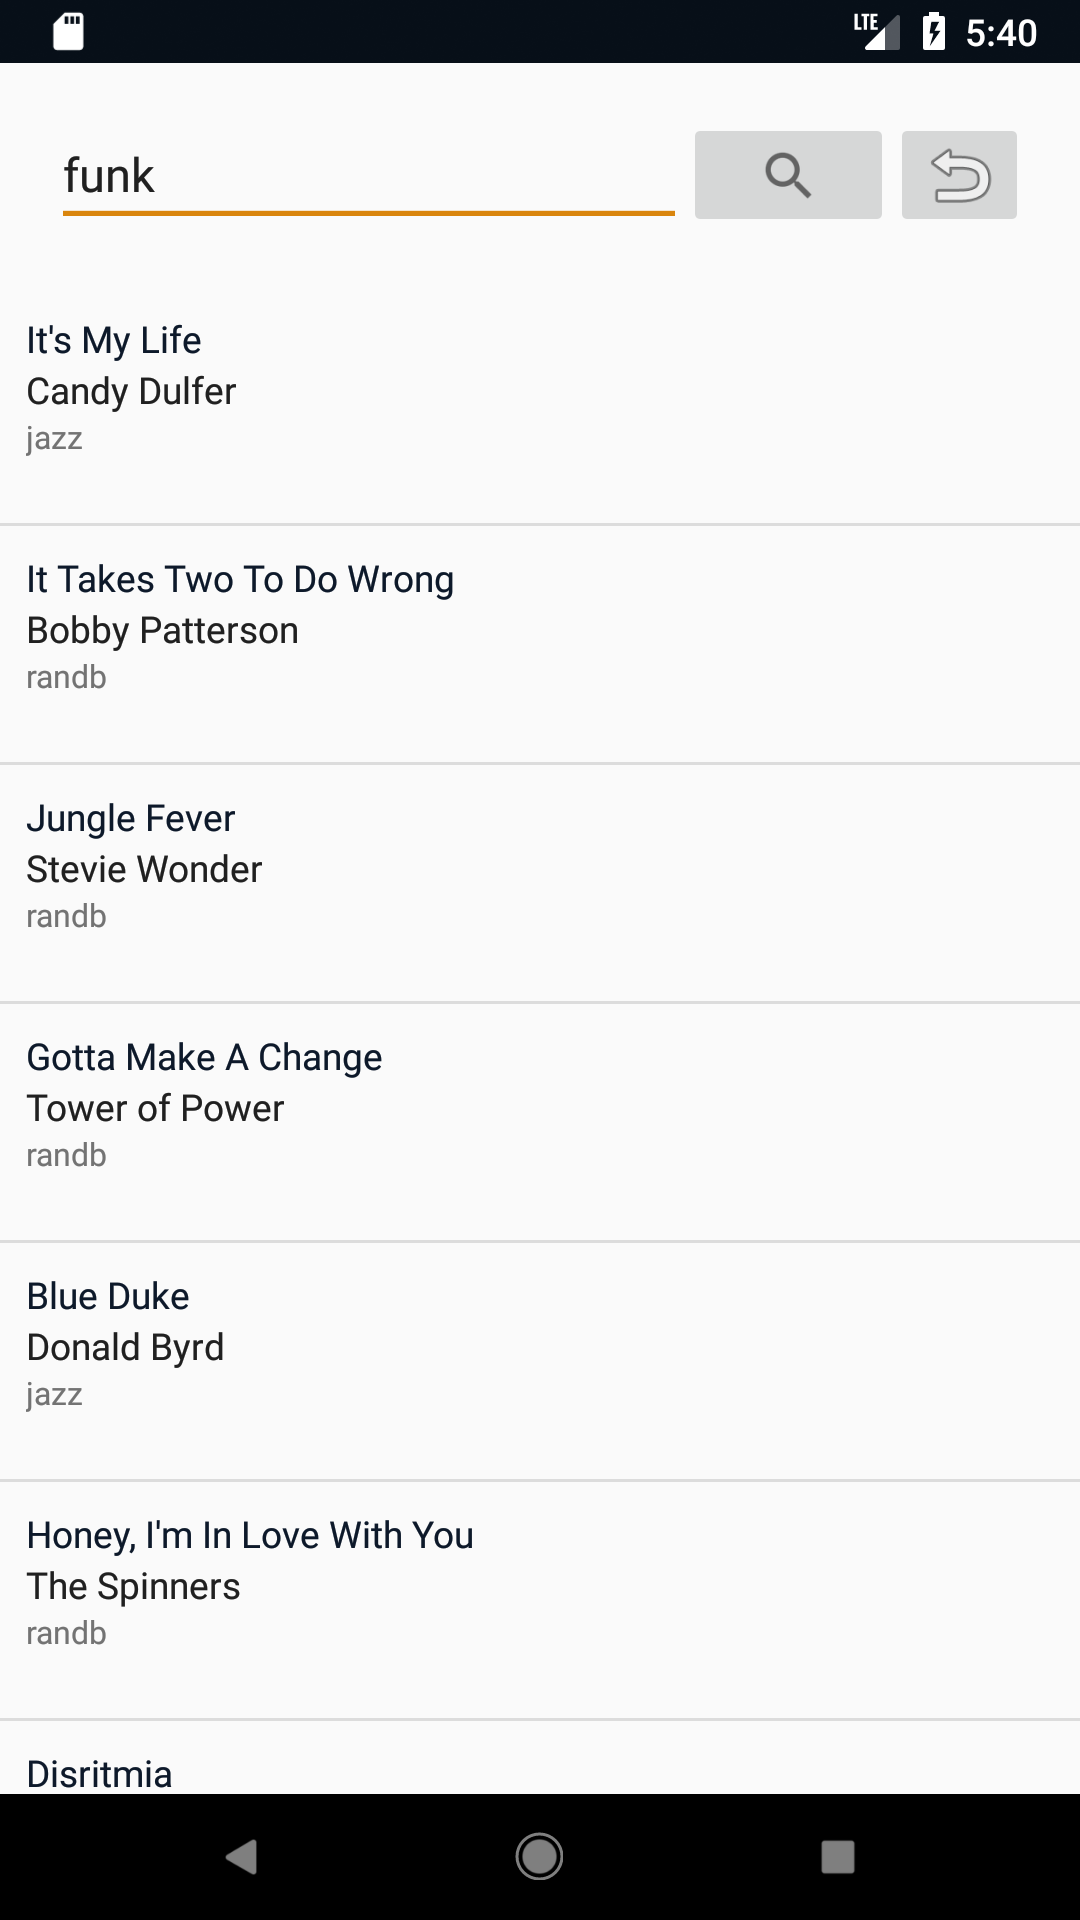 LTE 5:40
funk
It's My Life
Candy Dulfer
jazz
It Takes Two To Do Wrong
Bobby Patterson
randb
Jungle Fever
Stevie Wonder
randb
Gotta Make A Change
Tower of Power
randb
Blue Duke
Donald Byrd
jazz
Honey, I'm In Love With You
The Spinners
randb
Disritmia